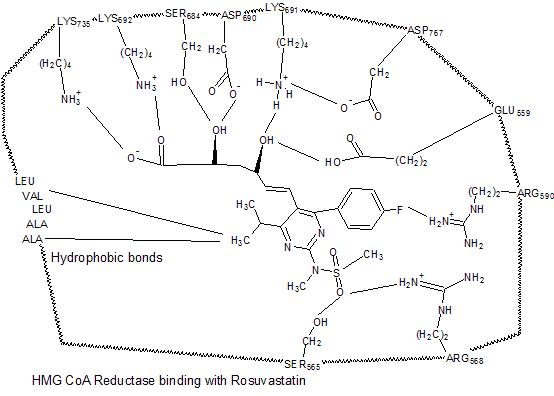 LYS735 LYS692 SER684 ASP690 LYS691 ASP767
(H2C)4 (CH2)4 CH2 H2C (CH2)4 CH2
NH3+ NH3+ HO O O- H N+ H H O- O GLU559
O- O OH OH HO O (CH2)2
LEU
VAL
LEU
ALA
ALA
H3C H3C N N F
(CH2)2 ARG590
NH H2N+ NH2
Hydrophobic bonds
N H3C O S O CH3
H2N+ NH2 NH
OH CH2 (CH2)2
SER565 ARG568
HMG CoA Reductase binding with Rosuvastatin